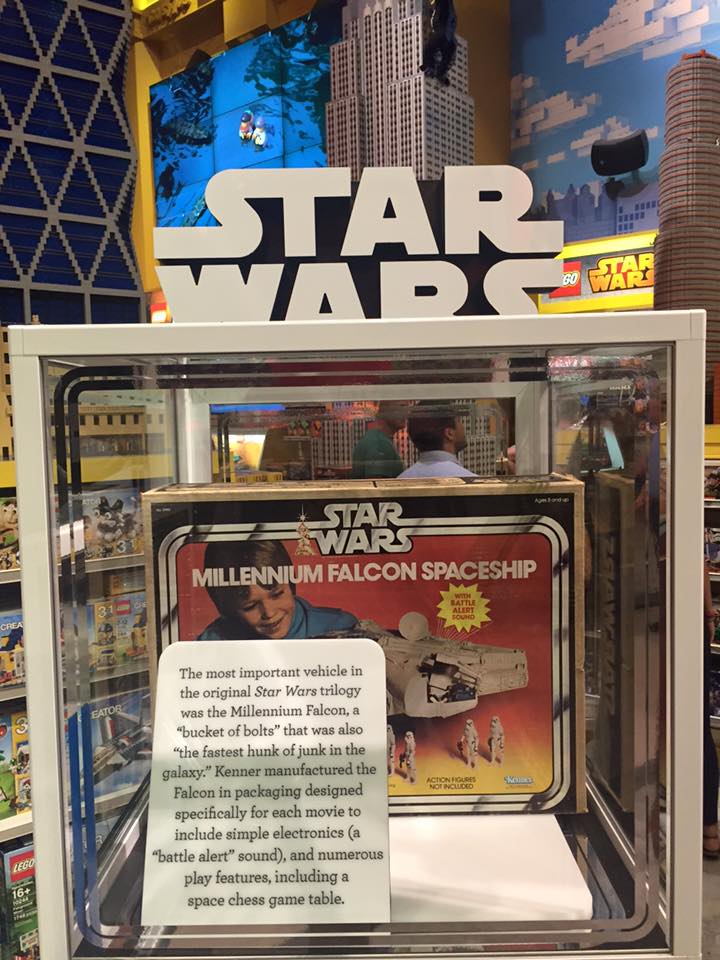 STAR
WARS
LEGO STAR
WARS
Ages 8 and up
STAR
WARS
MILLENNIUM FALCON SPACESHIP
WITH
BATTLE
ALERT
SOUND
The most important vehicle in
the original Star Wars trilogy
was the Millennium Falcon, a
“bucket of bolts” that was also
“the fastest hunk of junk in the
galaxy.” Kenner manufactured the
Falcon in packaging designed
specifically for each movie to
include simple electronics (a
“battle alert” sound), and numerous
play features, including a
space chess game table.
ACTION FIGURES
NOT INCLUDED
Kenner
CREA
EATOR
LEGO
16+
10244